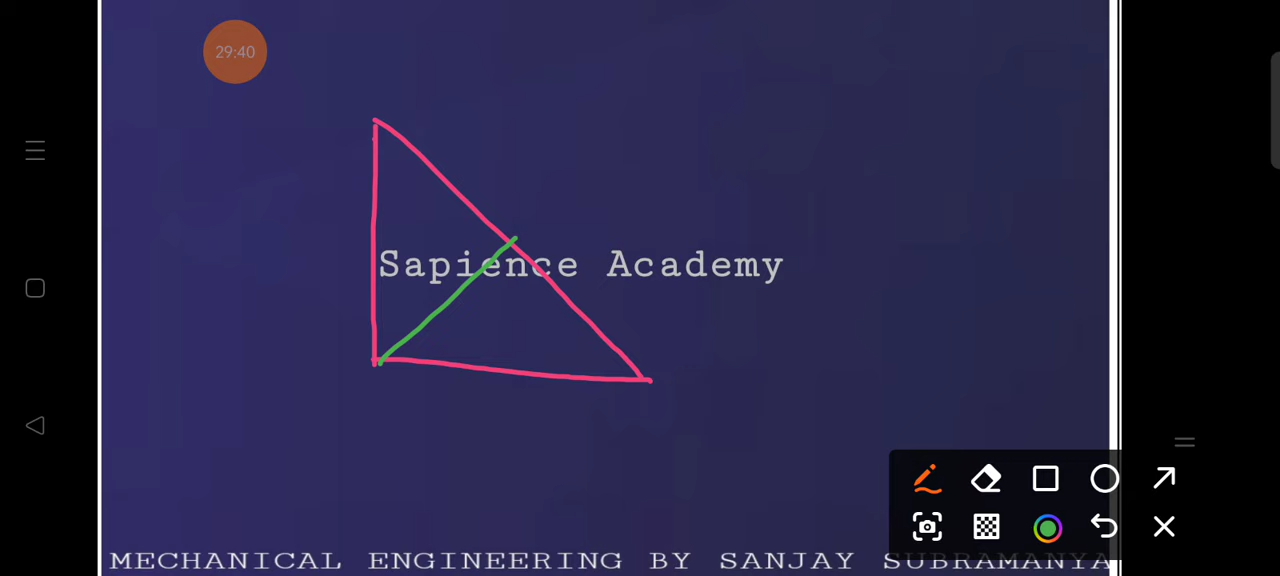 29:40
Sapience Academy
MECHANICAL ENGINEERING BY SANJAY SUBRAMANYA